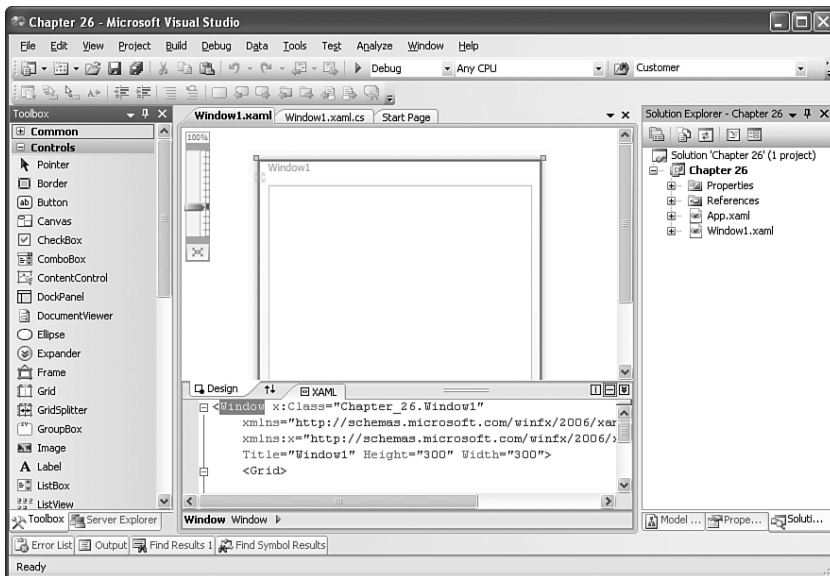 Chapter 26 - Microsoft Visual Studio
File Edit View Project Build Debug Data Tools Test Analyze Window Help
Debug Any CPU Customer
Toolbox
Common
Controls
Pointer
Border
Button
Canvas
CheckBox
ComboBox
ContentControl
DockPanel
DocumentViewer
Ellipse
Expander
Frame
Grid
GridSplitter
GroupBox
Image
Label
ListBox
ListView
Toolbox Server Explorer
Window1.xaml Window1.xaml.cs Start Page
100%
Window1
Design XAML
<Window x:Class="Chapter_26.Window1"
xmlns="http://schemas.microsoft.com/winfx/2006/xa
xmlns:x="http://schemas.microsoft.com/winfx/2006/
Title="Window1" Height="300" Width="300">
<Grid>
Window Window
Solution Explorer - Chapter 26
Solution 'Chapter 26' (1 project)
Chapter 26
Properties
References
App.xaml
Window1.xaml
Model ... Prope... Soluti...
Error List Output Find Results 1 Find Symbol Results
Ready